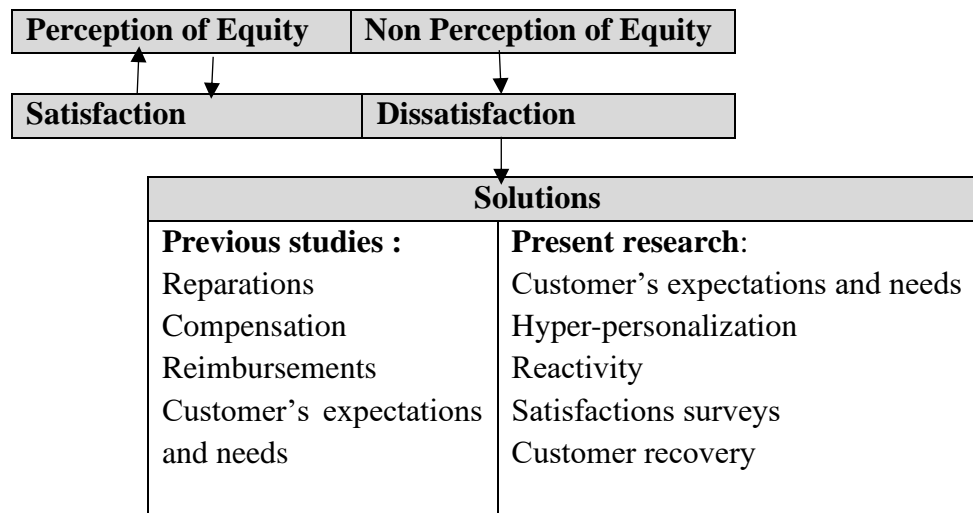 Perception of Equity Non Perception of Equity
Satisfaction Dissatisfaction
Solutions
Previous studies :
Reparations
Compensation
Reimbursements
Customer’s expectations
and needs
Present research:
Customer’s expectations and needs
Hyper-personalization
Reactivity
Satisfactions surveys
Customer recovery